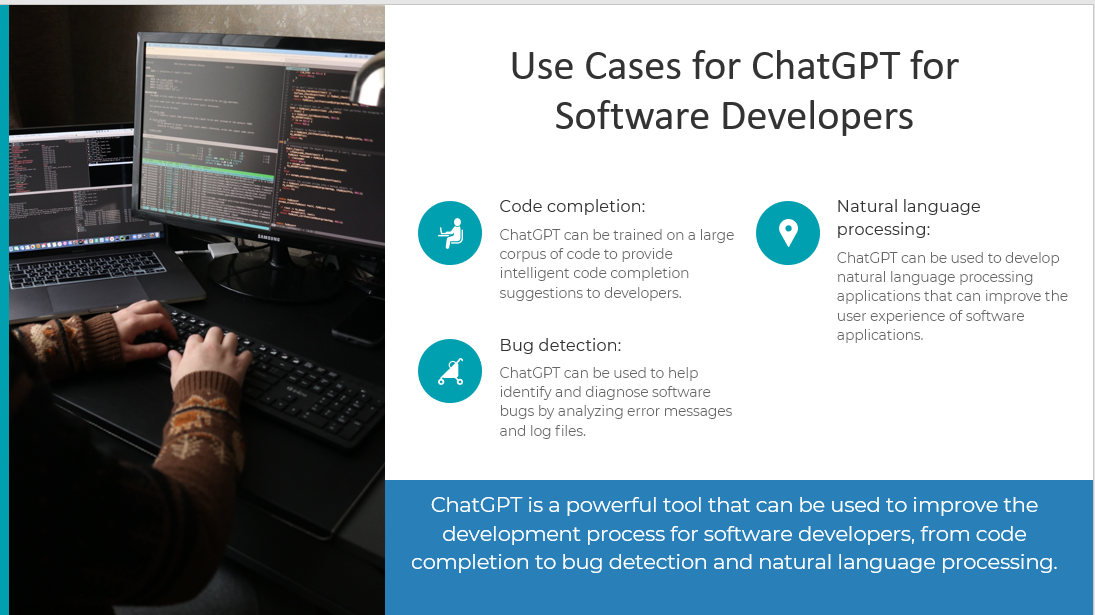 Use Cases for ChatGPT for
Software Developers
Code completion:
ChatGPT can be trained on a large
corpus of code to provide
intelligent code completion
suggestions to developers.
Bug detection:
ChatGPT can be used to help
identify and diagnose software
bugs by analyzing error messages
and log files.
Natural language
processing:
ChatGPT can be used to develop
natural language processing
applications that can improve the
user experience of software
applications.
ChatGPT is a powerful tool that can be used to improve the
development process for software developers, from code
completion to bug detection and natural language processing.
SAMSUNG